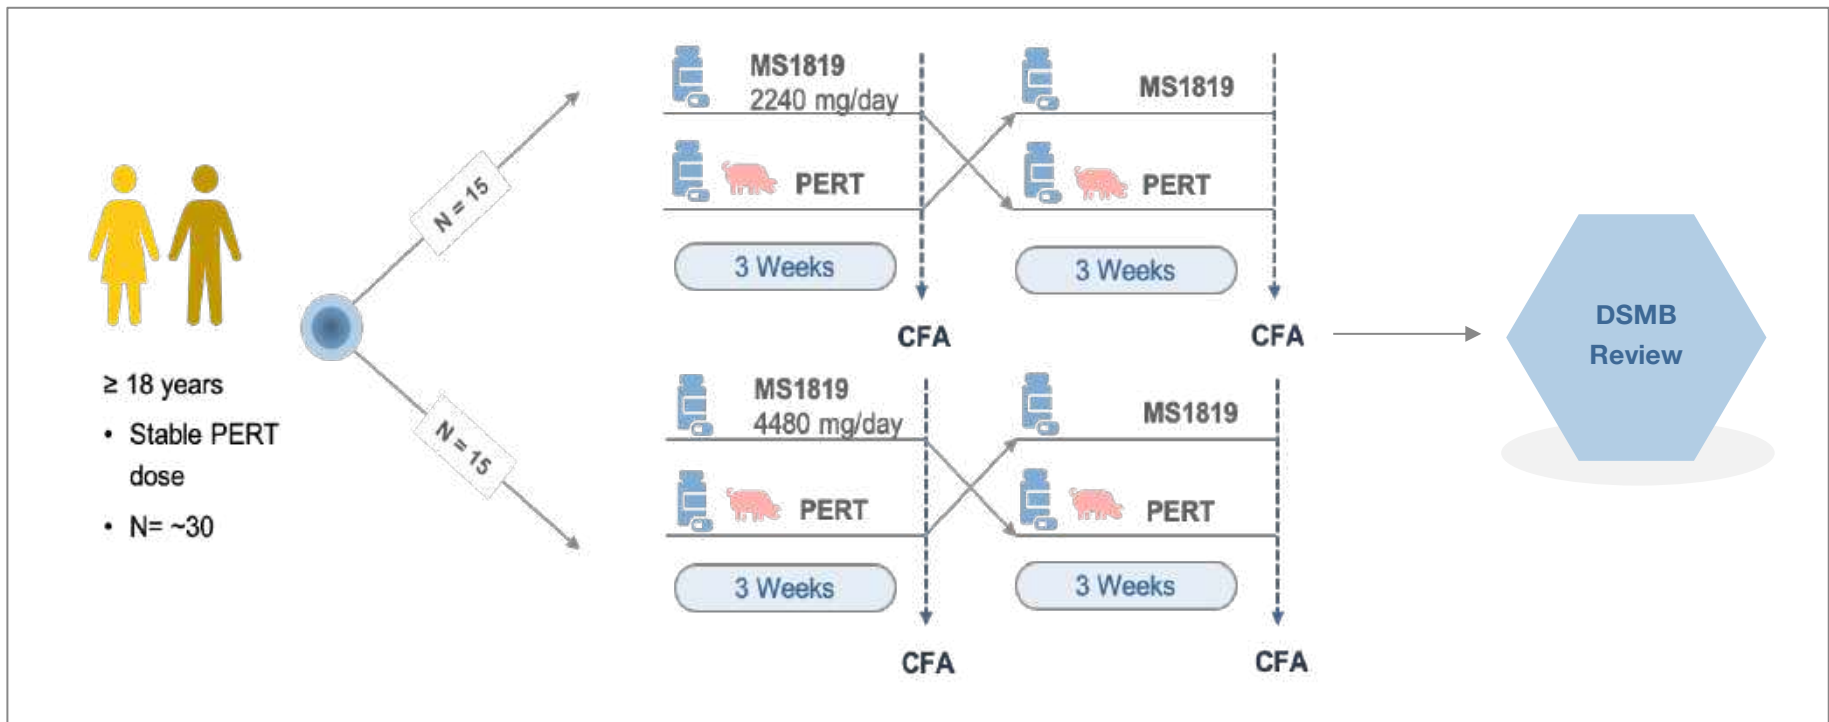 ≥ 18 years
• Stable PERT
dose
• N= ~30
N = 15
N = 15
MS1819
2240 mg/day
PERT
3 Weeks
CFA
MS1819
PERT
3 Weeks
CFA
MS1819
4480 mg/day
PERT
3 Weeks
CFA
MS1819
PERT
3 Weeks
CFA
DSMB
Review